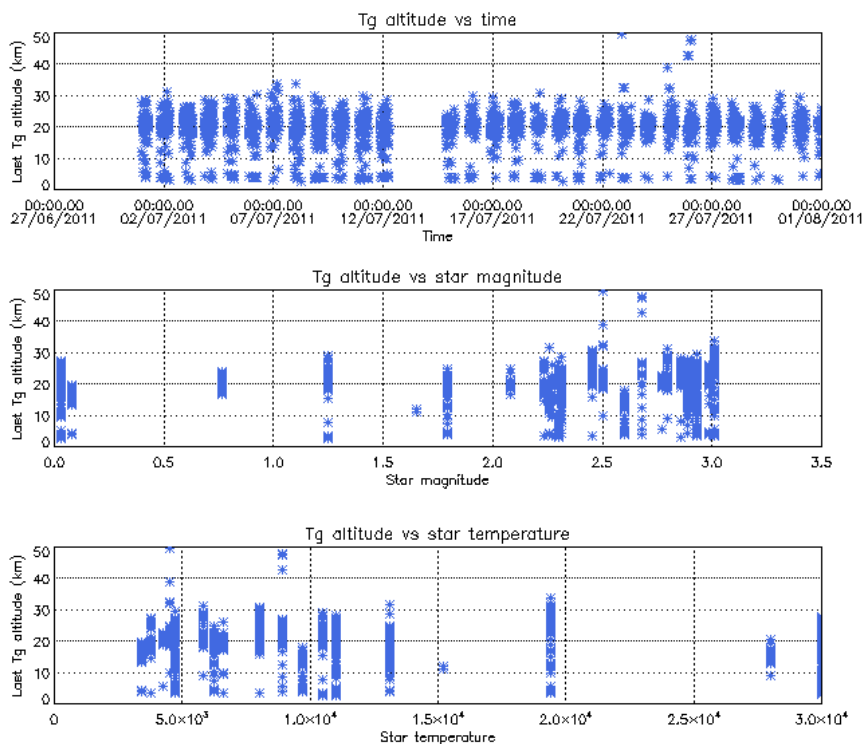 Tg altitude vs time
Last Tg altitude (km)
50
40
30
20
10
0
00:00.00 00:00.00 00:00.00 00:00.00 00:00.00 00:00.00 00:00.00 00:00.00
27/06/2011 02/07/2011 07/07/2011 12/07/2011 17/07/2011 22/07/2011 27/07/2011 01/08/2011
Time
Tg altitude vs star magnitude
Last Tg altitude (km)
50
40
30
20
10
0
0.0 0.5 1.0 1.5 2.0 2.5 3.0 3.5
Star magnitude
Tg altitude vs star temperature
Last Tg altitude (km)
50
40
30
20
10
0
0 5.0×10³ 1.0×10⁴ 1.5×10⁴ 2.0×10⁴ 2.5×10⁴ 3.0×10⁴
Star temperature